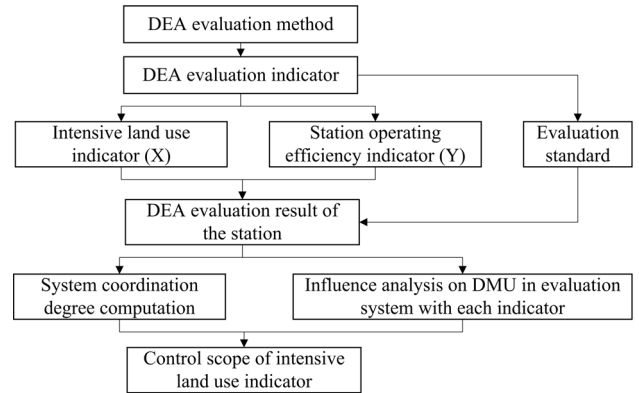 DEA evaluation method
DEA evaluation indicator
Intensive land use
indicator (X)
Station operating
efficiency indicator (Y)
Evaluation
standard
DEA evaluation result of
the station
System coordination
degree computation
Influence analysis on DMU in evaluation
system with each indicator
Control scope of intensive
land use indicator